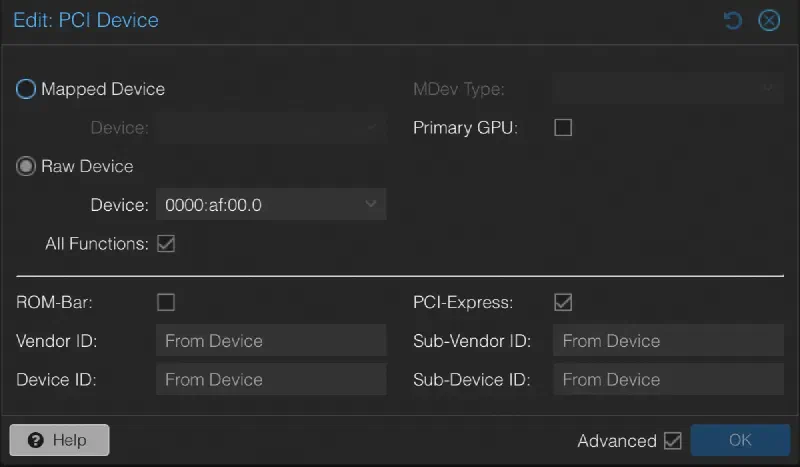 Edit: PCI Device
Mapped Device
MDev Type:
Device:
Primary GPU:
Raw Device
Device: 0000:af:00.0
All Functions:
ROM-Bar:
PCI-Express:
Vendor ID: From Device
Sub-Vendor ID: From Device
Device ID: From Device
Sub-Device ID: From Device
? Help
Advanced
OK